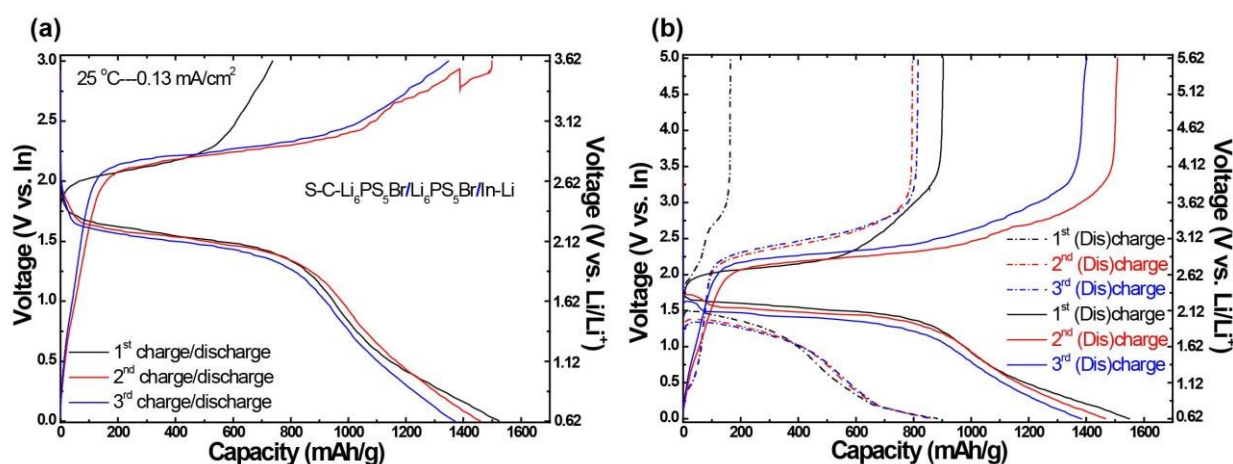 (a)
25 °C---0.13 mA/cm²
S-C-Li₆PS₅Br/Li₆PS₅Br/In-Li
1ˢᵗ charge/discharge
2ⁿᵈ charge/discharge
3ʳᵈ charge/discharge
Voltage (V vs. In)
3.0
2.5
2.0
1.5
1.0
0.5
0.0
0 200 400 600 800 1000 1200 1400 1600
Capacity (mAh/g)
3.62
3.12
2.62
2.12
1.62
1.12
0.62
Voltage (V vs. Li/Li⁺)
(b)
Voltage (V vs. In)
5.0
4.5
4.0
3.5
3.0
2.5
2.0
1.5
1.0
0.5
0.0
1ˢᵗ (Dis)charge
2ⁿᵈ (Dis)charge
3ʳᵈ (Dis)charge
1ˢᵗ (Dis)charge
2ⁿᵈ (Dis)charge
3ʳᵈ (Dis)charge
0 200 400 600 800 1000 1200 1400 1600
Capacity (mAh/g)
5.62
5.12
4.62
4.12
3.62
3.12
2.62
2.12
1.62
1.12
0.62
Voltage (V vs. Li/Li⁺)